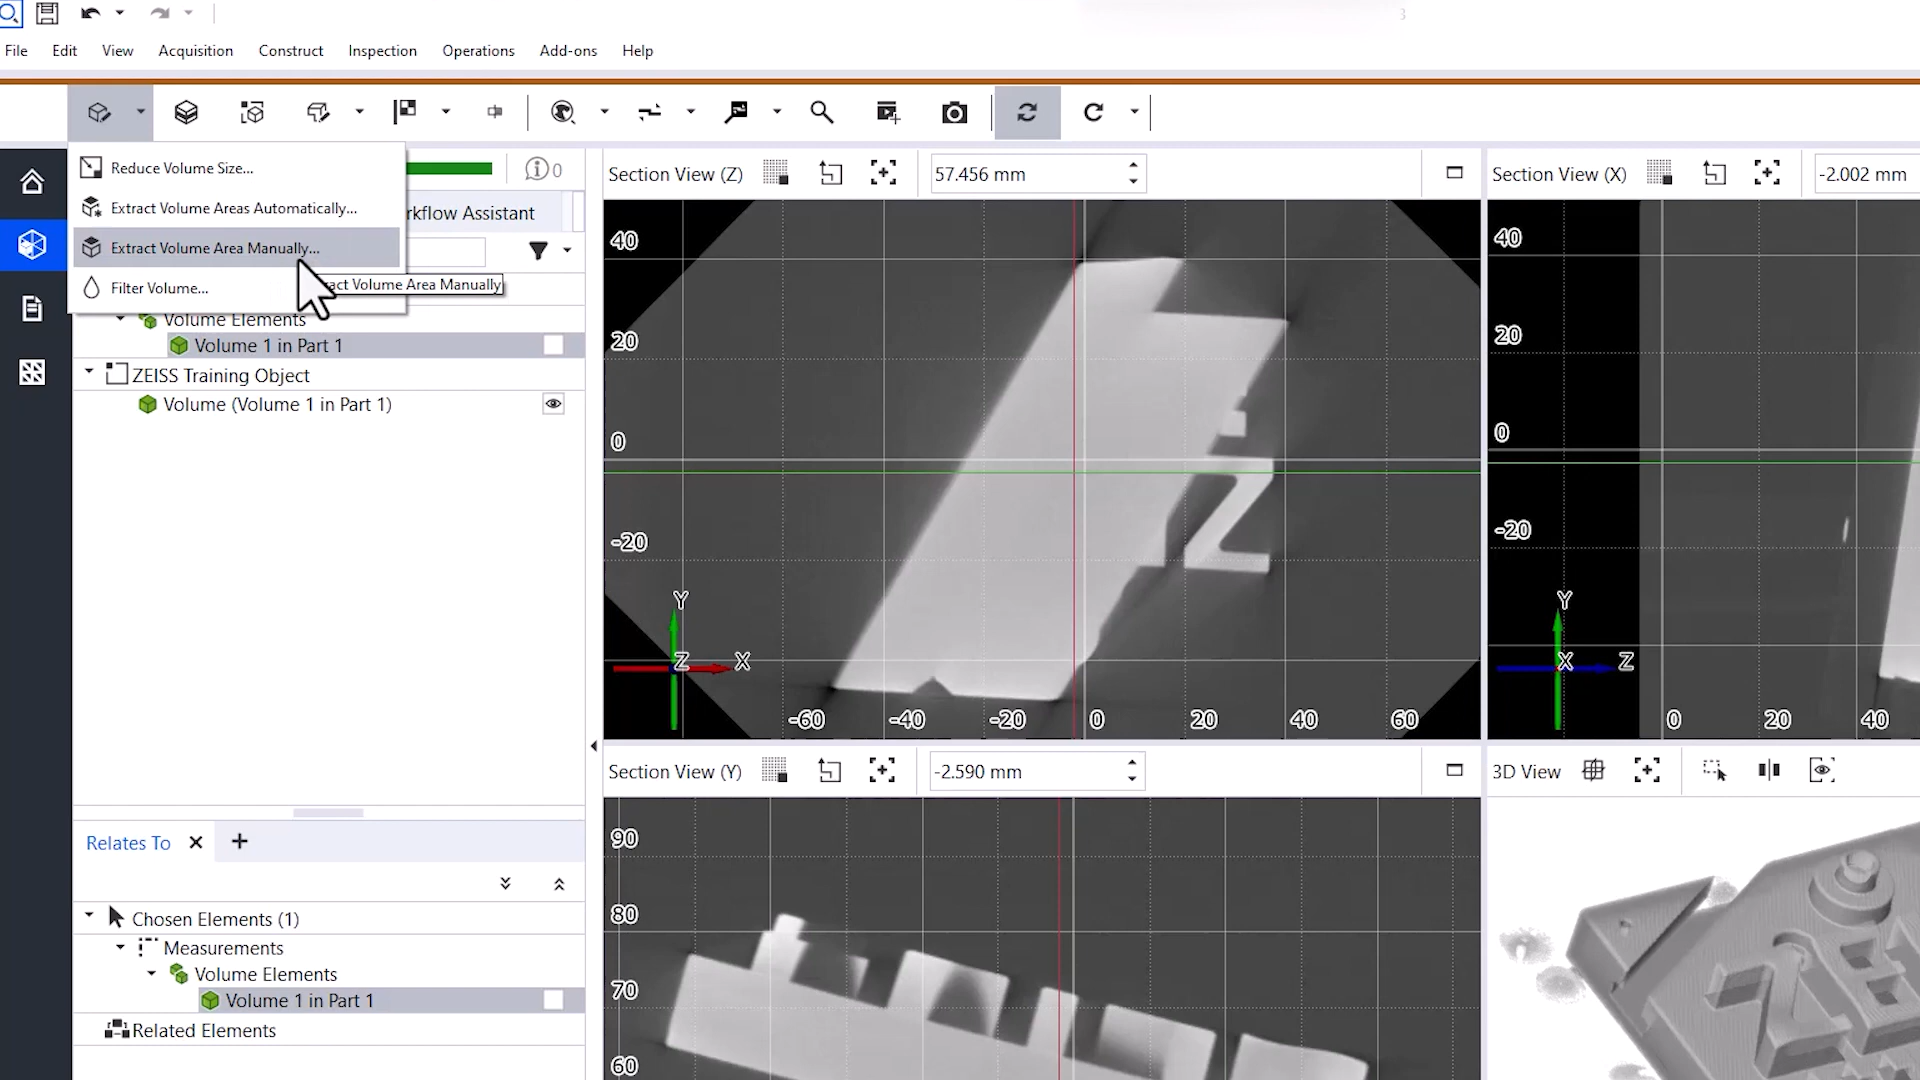 3
File Edit View Acquisition Construct Inspection Operations Add-ons Help
Reduce Volume Size...
Extract Volume Areas Automatically...
Extract Volume Area Manually...
Filter Volume...
Volume Area Manually
0
rkflow Assistant
Volume Elements
Volume 1 in Part 1
ZEISS Training Object
Volume (Volume 1 in Part 1)
Relates To
Chosen Elements (1)
Measurements
Volume Elements
Volume 1 in Part 1
Related Elements
Section View (Z) 57.456 mm
40
20
0
-20
Y
Z X
-60 -40 -20 0 20 40 60
Z
Section View (X) -2.002 mm
40
20
0
-20
Y
X Z
0 20 40
Section View (Y) -2.590 mm
90
80
70
60
3D View